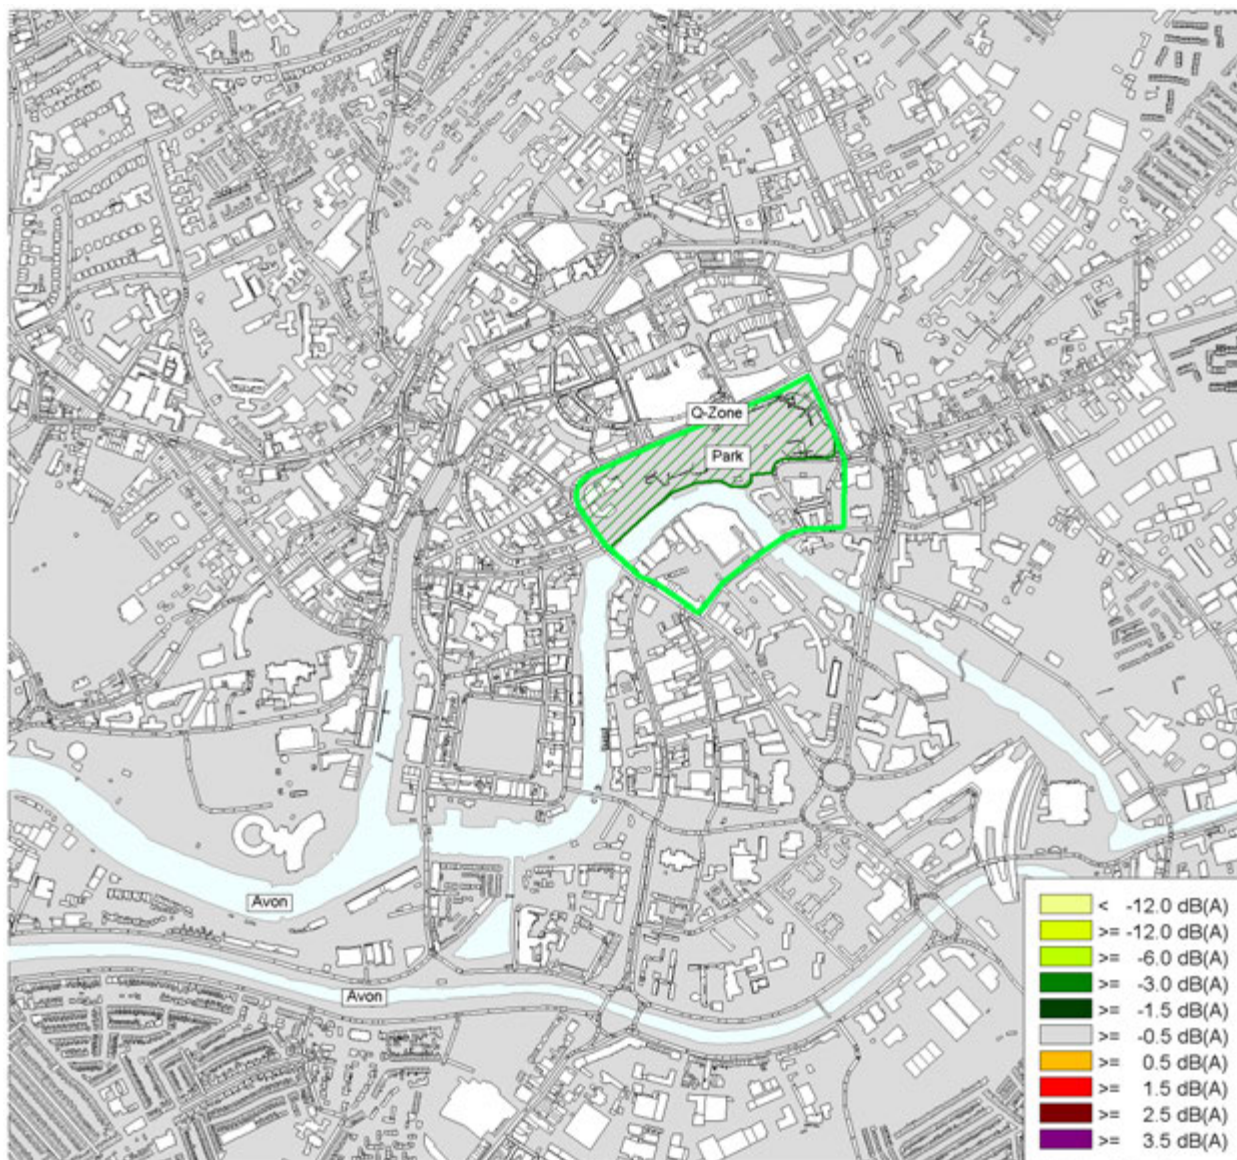 Q-Zone
Park
Avon
Avon
< -12.0 dB(A)
>= -12.0 dB(A)
>= -6.0 dB(A)
>= -3.0 dB(A)
>= -1.5 dB(A)
>= -0.5 dB(A)
>= 0.5 dB(A)
>= 1.5 dB(A)
>= 2.5 dB(A)
>= 3.5 dB(A)